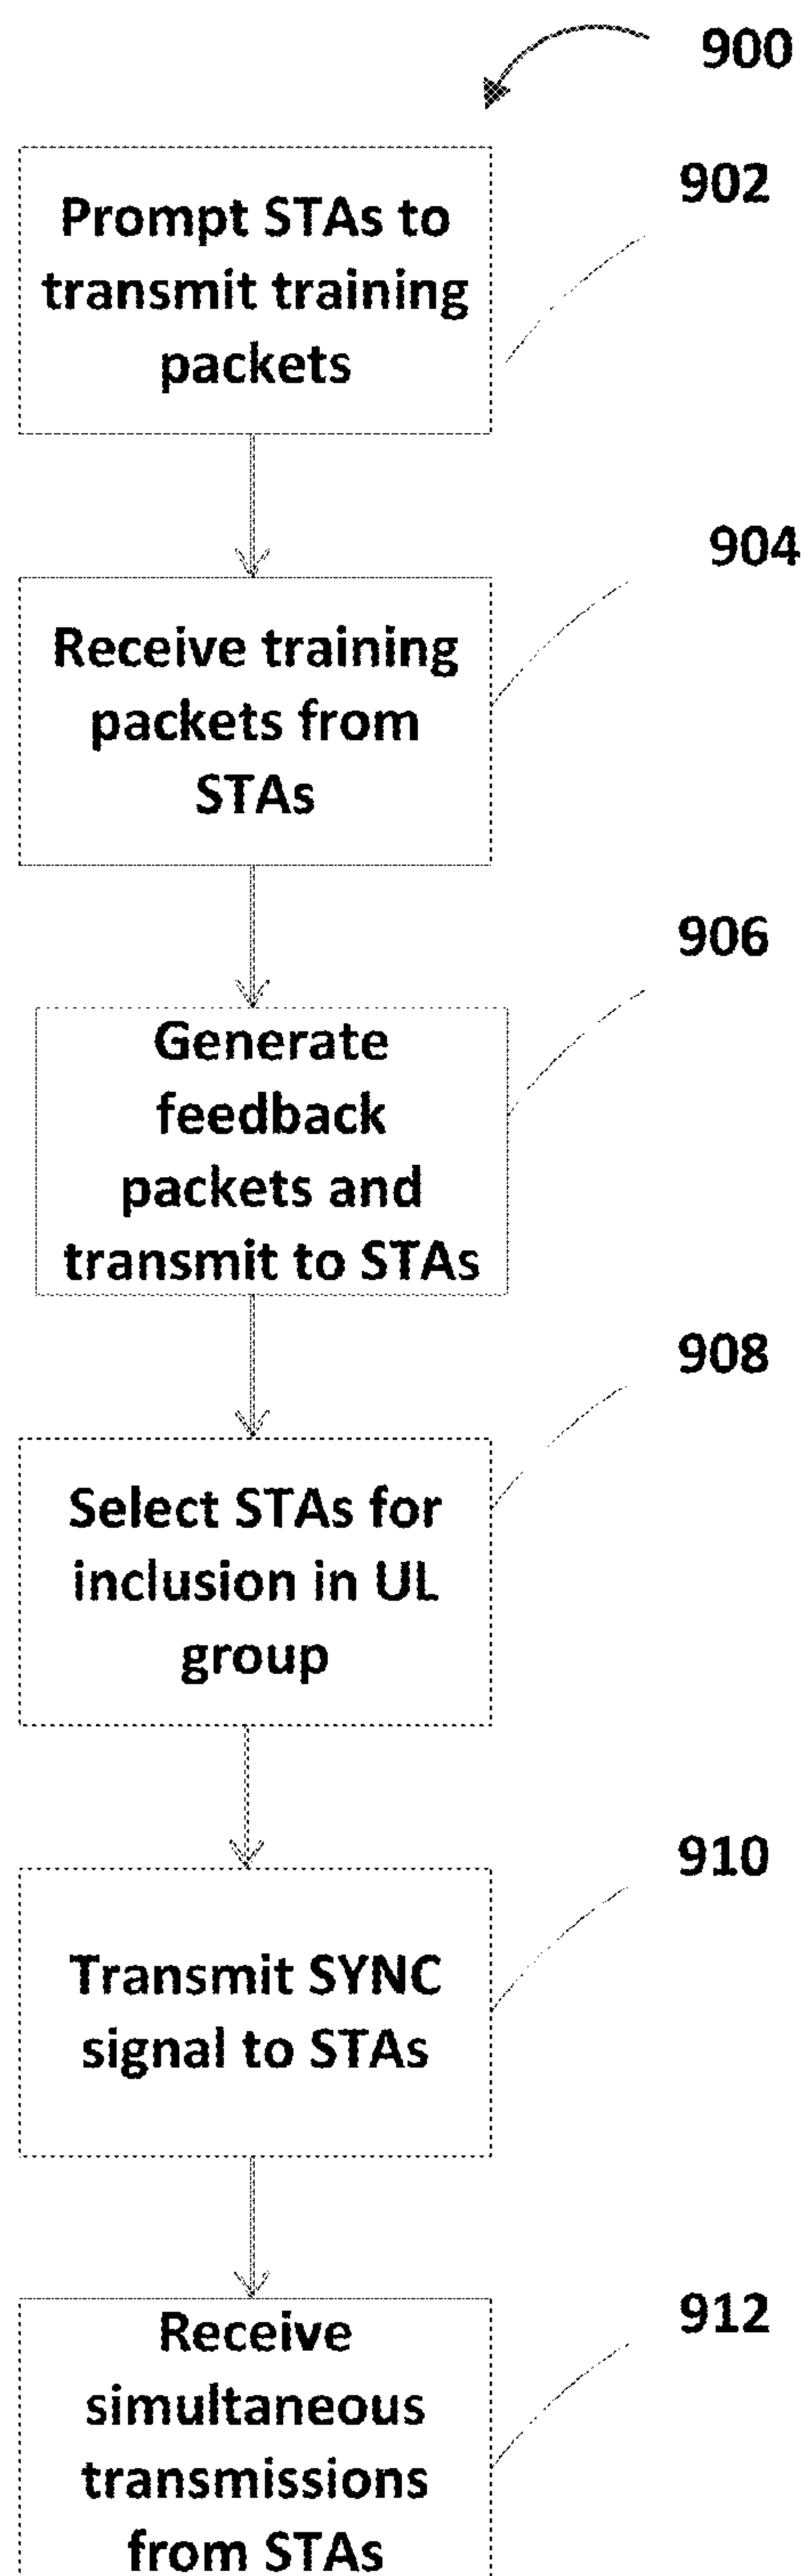 900
902
Prompt STAs to
transmit training
packets
904
Receive training
packets from
STAs
906
Generate
feedback
packets and
transmit to STAs
908
Select STAs for
inclusion in UL
group
910
Transmit SYNC
signal to STAs
912
Receive
simultaneous
transmissions
from STAs